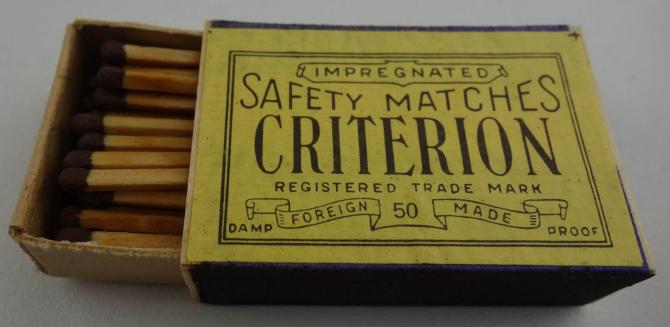 IMPREGNATED
SAFETY MATCHES
CRITERION
REGISTERED TRADE MARK
FOREIGN 50 MADE
DAMP PROOF